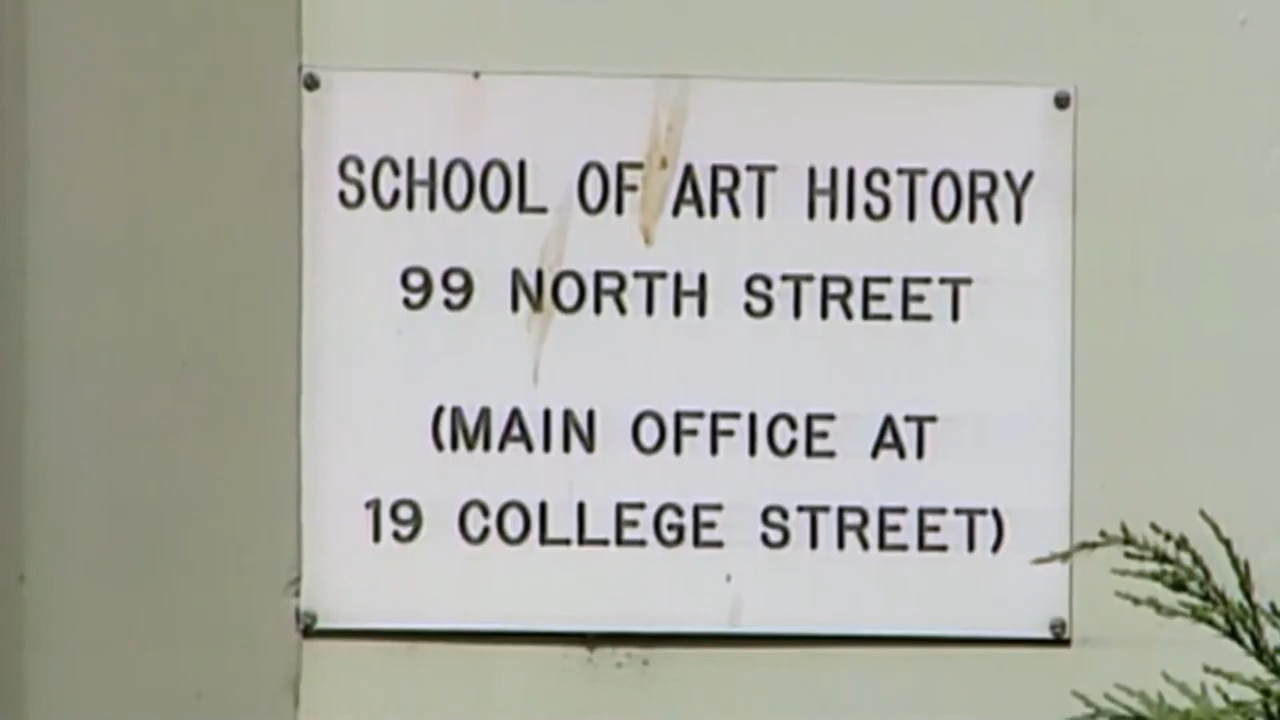 SCHOOL OF ART HISTORY
99 NORTH STREET
(MAIN OFFICE AT
19 COLLEGE STREET)